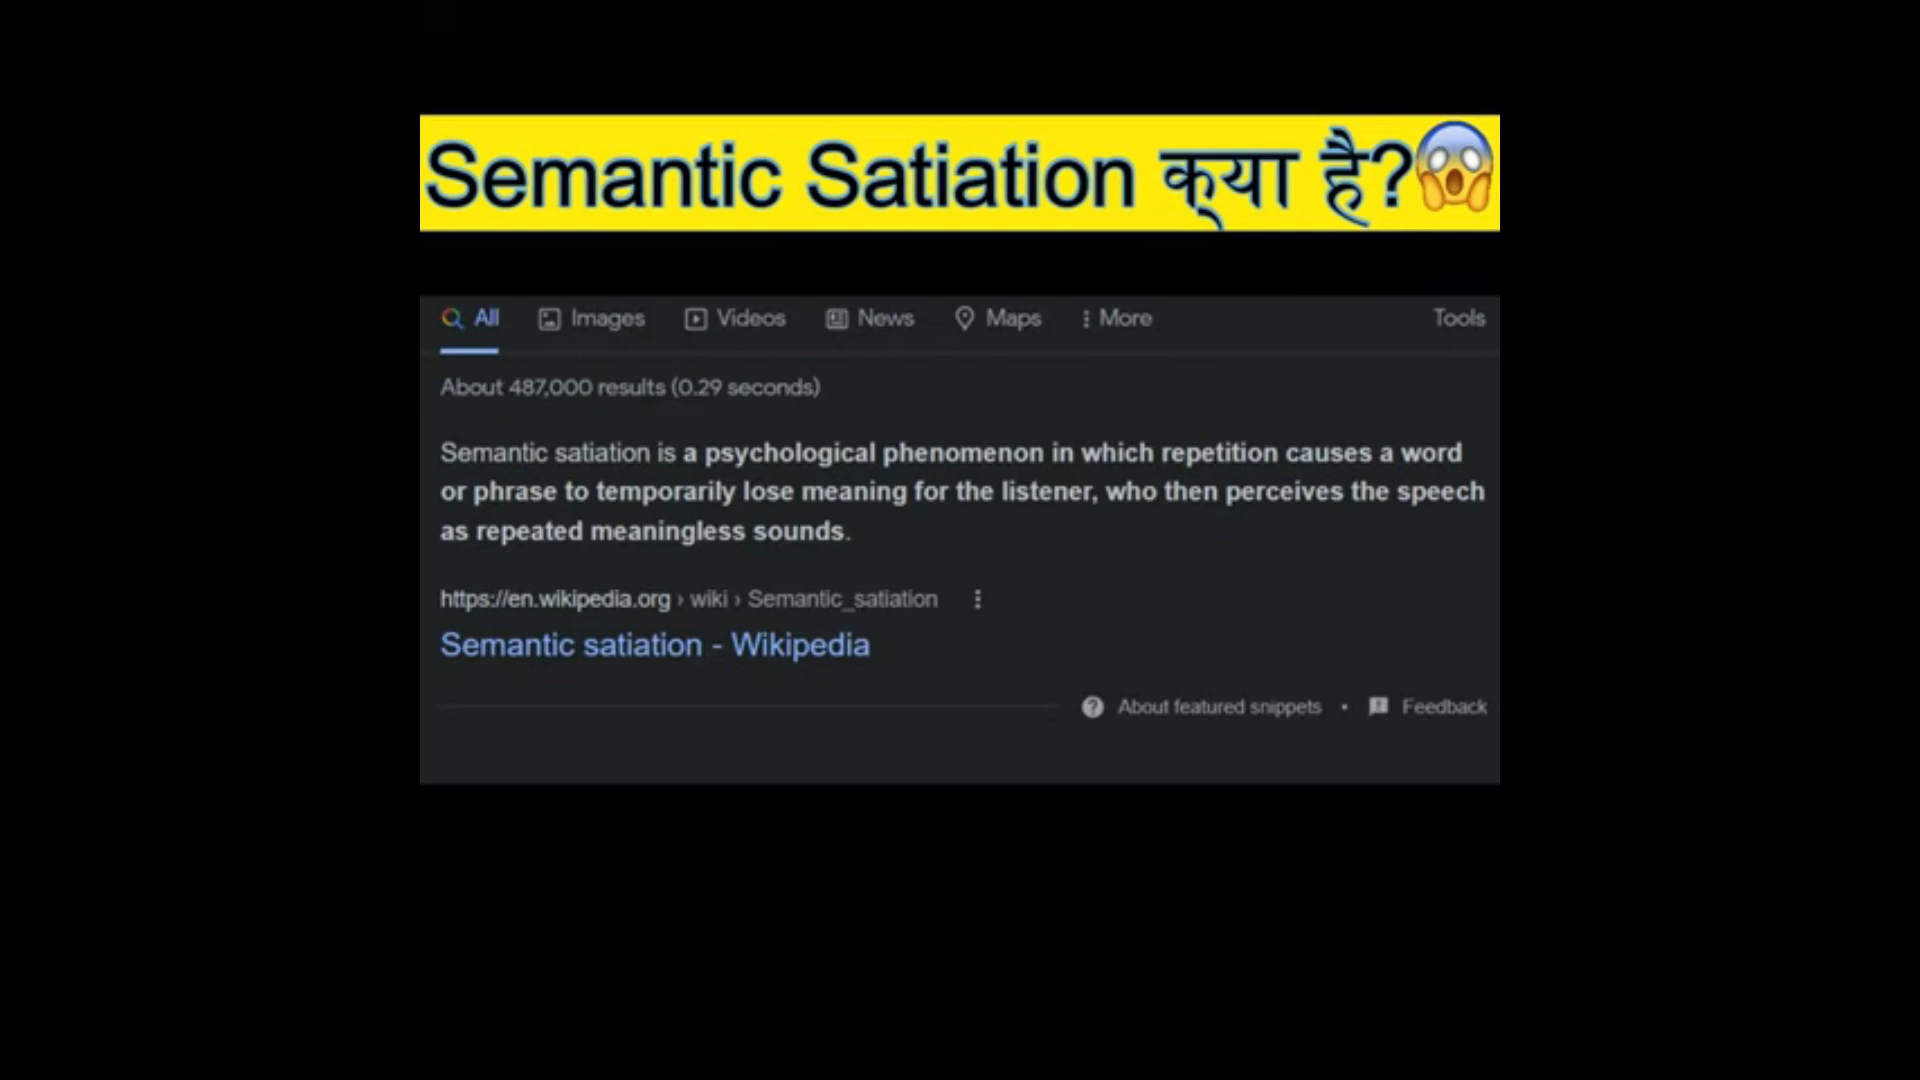 Semantic Satiation क्या है?😱
All Images Videos News Maps More Tools
About 487,000 results (0.29 seconds)
Semantic satiation is a psychological phenomenon in which repetition causes a word
or phrase to temporarily lose meaning for the listener, who then perceives the speech
as repeated meaningless sounds.
https://en.wikipedia.org › wiki › Semantic_satiation
Semantic satiation - Wikipedia
About featured snippets • Feedback